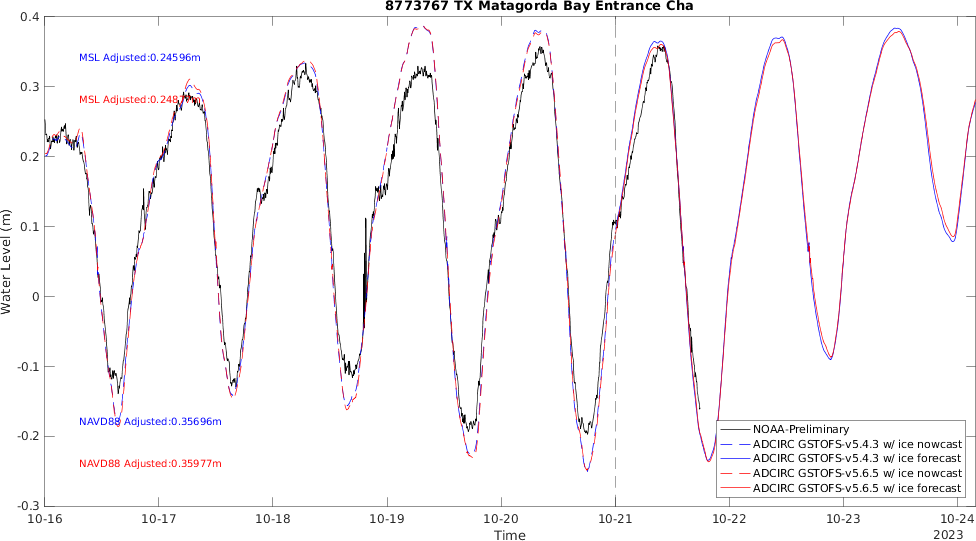 8773767 TX Matagorda Bay Entrance Cha
0.4
0.3
0.2
0.1
0
-0.1
-0.2
-0.3
Water Level (m)
MSL Adjusted:0.24596m
MSL Adjusted:0.248
NAVD88 Adjusted:0.35696m
NAVD88 Adjusted:0.35977m
NOAA-Preliminary
ADCIRC GSTOFS-v5.4.3 w/ ice nowcast
ADCIRC GSTOFS-v5.4.3 w/ ice forecast
ADCIRC GSTOFS-v5.6.5 w/ ice nowcast
ADCIRC GSTOFS-v5.6.5 w/ ice forecast
10-16 10-17 10-18 10-19 10-20 10-21 10-22 10-23 10-24
Time
2023